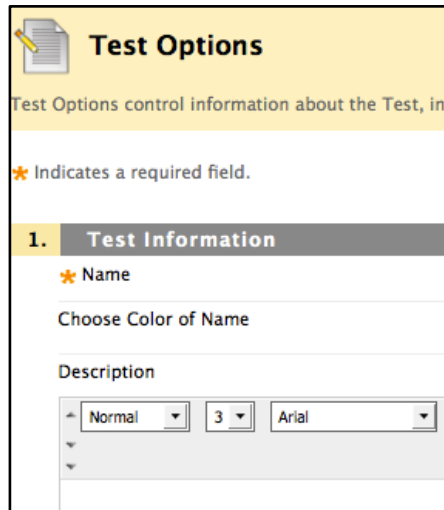 Test Options
Test Options control information about the Test, in
* Indicates a required field.
1. Test Information
* Name
Choose Color of Name
Description
Normal 3 Arial